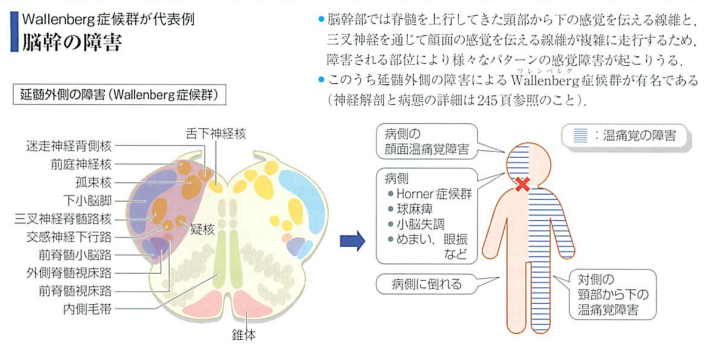 Wallenberg症候群が代表例
脳幹の障害
●脳幹部では脊髄を上行してきた頸部から下の感覚を伝える線維と，
三叉神経を通じて顔面の感覚を伝える線維が複雑に走行するため，
障害される部位により様々なパターンの感覚障害が起こりうる．
ワレンベルグ
●このうち延髄外側の障害によるWallenberg症候群が有名である
（神経解剖と病態の詳細は245頁参照のこと）．
延髄外側の障害（Wallenberg症候群）
舌下神経核
迷走神経背側核
前庭神経核
孤束核
下小脳脚
三叉神経脊髄路核
疑核
交感神経下行路
前脊髄小脳路
外側脊髄視床路
前脊髄視床路
内側毛帯
錐体
病側の
顔面温痛覚障害
：温痛覚の障害
病側
●Horner症候群
●球麻痺
●小脳失調
●めまい，眼振
など
病側に倒れる
対側の
頸部から下の
温痛覚障害